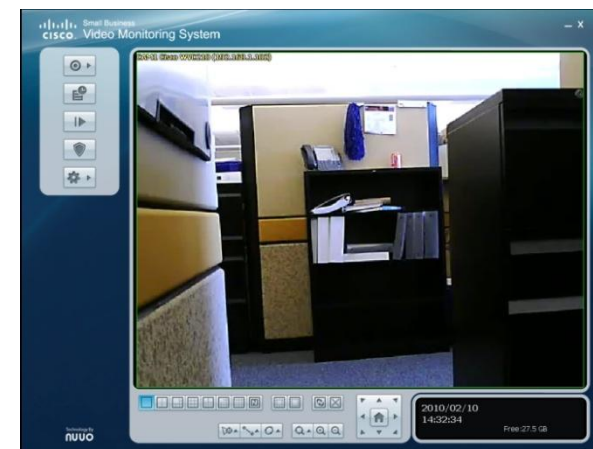 Small Business
CISCO Video Monitoring System
2010/02/10
14:32:34
Free:27.5 GB
Technology By
nuuo